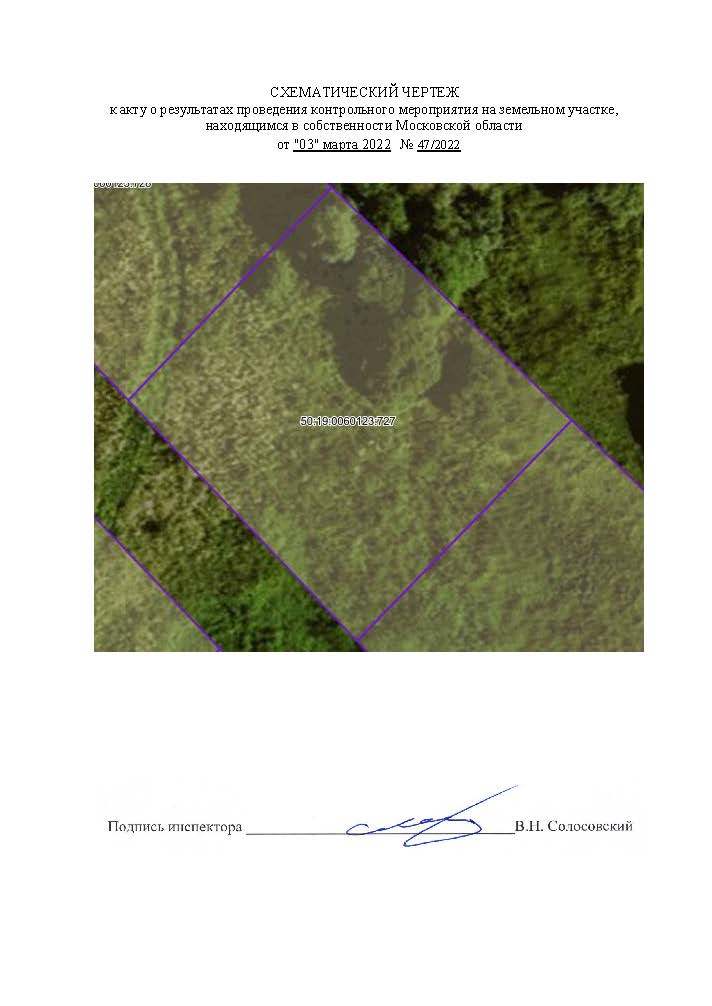 СХЕМАТИЧЕСКИЙ ЧЕРТЕЖ
к акту о результатах проведения контрольного мероприятия на земельном участке,
находящимся в собственности Московской области
от "03" марта 2022 № 47/2022
50:19:0060123:727
Подпись инспектора В.Н. Солосовский